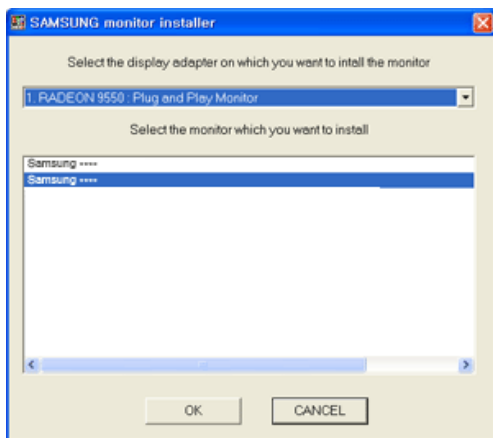 SAMSUNG monitor installer
Select the display adapter on which you want to intall the monitor
1. RADEON 9550 : Plug and Play Monitor
Select the monitor which you want to install
Samsung ----
Samsung ----
OK
CANCEL